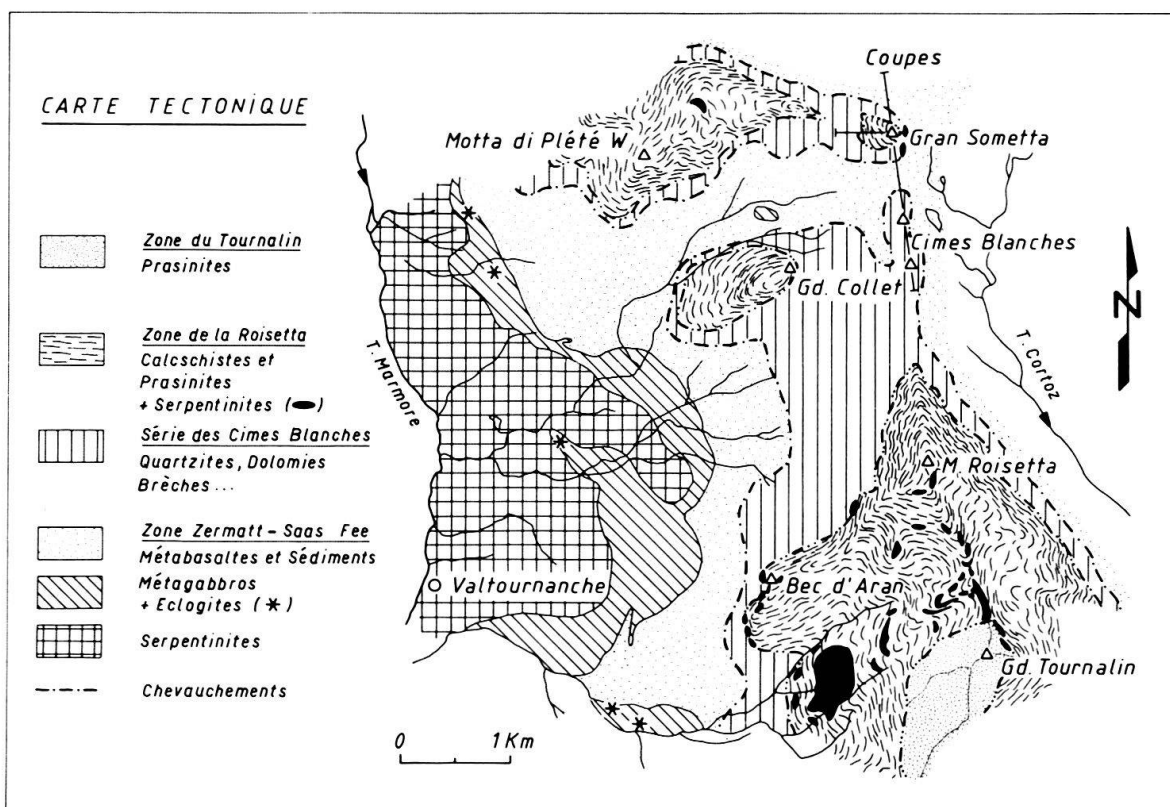 CARTE TECTONIQUE
Zone du Tournalin
Prasinites
Zone de la Roisetta
Calcschistes et
Prasinites
+ Serpentinites ( )
Série des Cimes Blanches
Quartzites, Dolomies
Brèches ...
Zone Zermatt-Saas Fee
Métabasaltes et Sédiments
Métagabbros
+ Eclogites (*)
Serpentinites
Chevauchements
Coupes
Motta di Plété W
Gran Sometta
Cimes Blanches
Gd. Collet
T. Marmore
T. Cortoz
N
M. Roisetta
Valtournanche
Bec d'Aran
Gd. Tournalin
0 1 Km